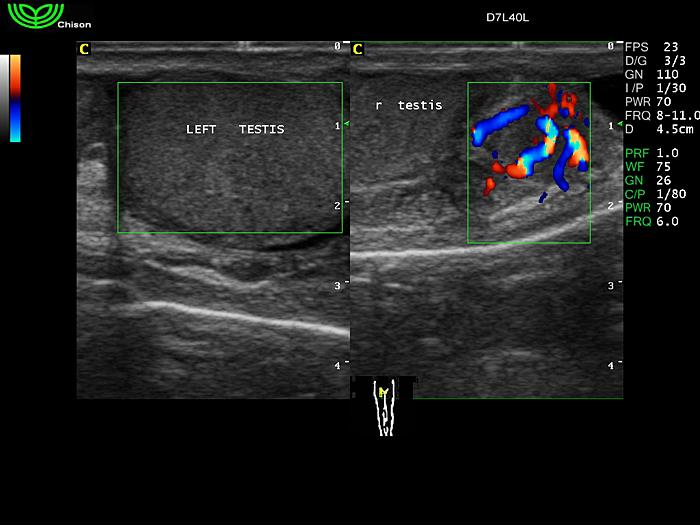 Chison
D7L40L
C
0
C
0
LEFT TESTIS
r testis
1
1
2
2
3
3
4
4
FPS 23
D/G 3/3
GN 110
I/P 1/30
PWR 70
FRQ 8-11.0
D 4.5cm
PRF 1.0
WF 75
GN 26
C/P 1/80
PWR 70
FRQ 6.0